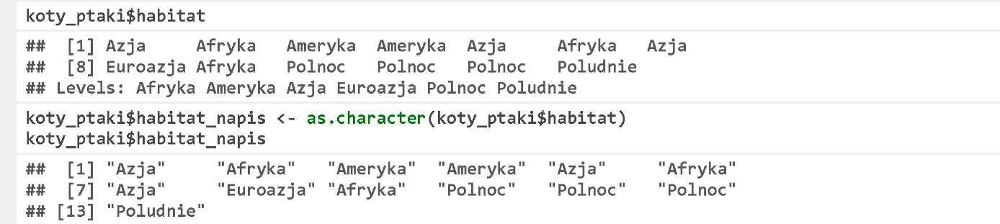 koty_ptaki$habitat
##  [1] Azja     Afryka   Ameryka  Ameryka  Azja     Afryka   Azja
##  [8] Euroazja Afryka   Polnoc   Polnoc   Polnoc   Poludnie
## Levels: Afryka Ameryka Azja Euroazja Polnoc Poludnie
koty_ptaki$habitat_napis <- as.character(koty_ptaki$habitat)
koty_ptaki$habitat_napis
##  [1] "Azja"     "Afryka"   "Ameryka"  "Ameryka"  "Azja"     "Afryka"
##  [7] "Azja"     "Euroazja" "Afryka"   "Polnoc"   "Polnoc"   "Polnoc"
## [13] "Poludnie"